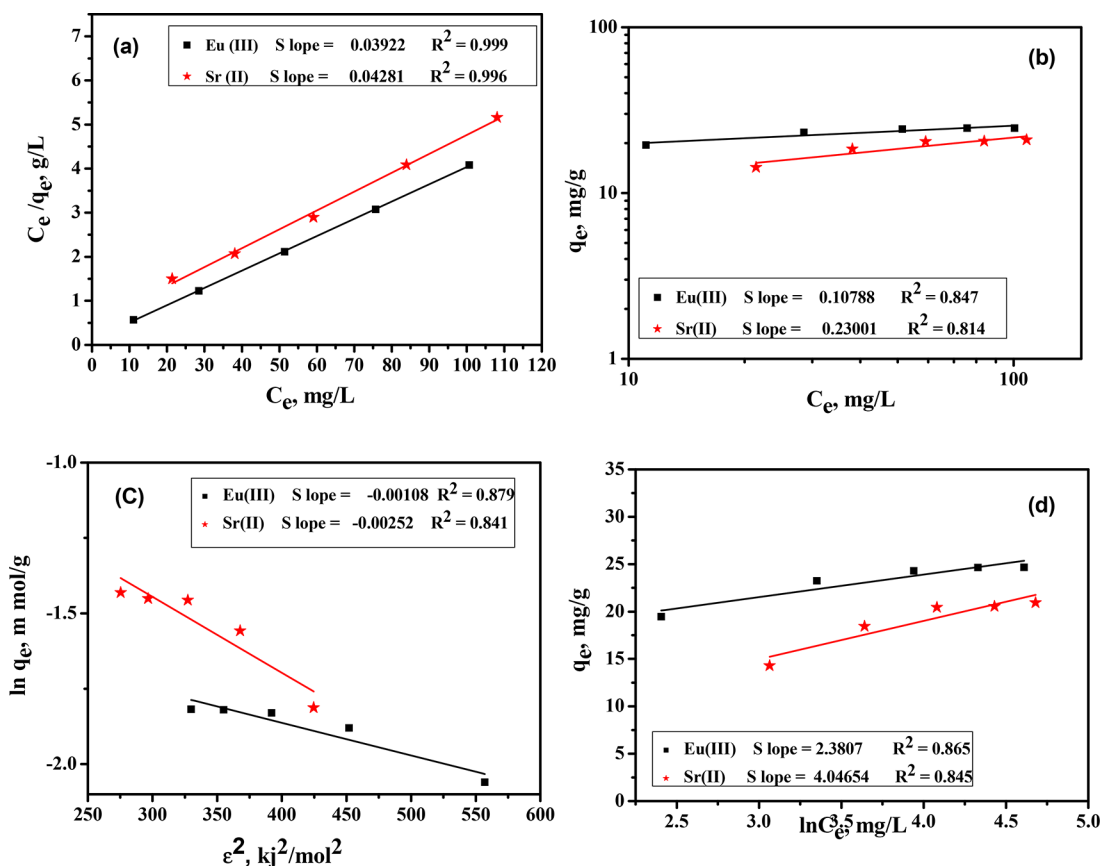 (a)
Eu (III) S lope = 0.03922 R2 = 0.999
Sr (II) S lope = 0.04281 R2 = 0.996
Ce /qe, g/L
7
6
5
4
3
2
1
0
0 10 20 30 40 50 60 70 80 90 100 110 120
Ce, mg/L
(b)
qe, mg/g
100
10
1
Eu(III) S lope = 0.10788 R2 = 0.847
Sr(II) S lope = 0.23001 R2 = 0.814
10 100
Ce, mg/L
(C)
Eu(III) S lope = -0.00108 R2 = 0.879
Sr(II) S lope = -0.00252 R2 = 0.841
ln qe, m mol/g
-1.0
-1.5
-2.0
250 300 350 400 450 500 550 600
ε2, kj2/mol2
(d)
qe, mg/g
35
30
25
20
15
10
5
0
Eu(III) S lope = 2.3807 R2 = 0.865
Sr(II) S lope = 4.04654 R2 = 0.845
2.5 3.0 3.5 4.0 4.5 5.0
lnCe, mg/L